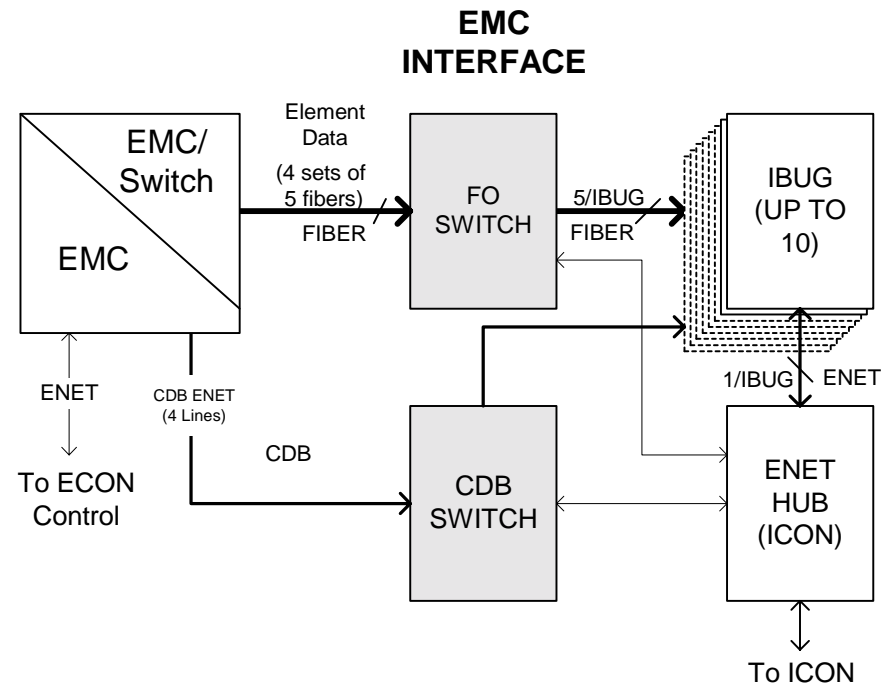 EMC
INTERFACE
EMC/
Switch
EMC
Element
Data
(4 sets of
5 fibers)
FIBER
FO
SWITCH
5/IBUG
FIBER
IBUG
(UP TO
10)
1/IBUG
ENET
ENET
CDB ENET
(4 Lines)
CDB
To ECON
Control
CDB
SWITCH
ENET
HUB
(ICON)
To ICON